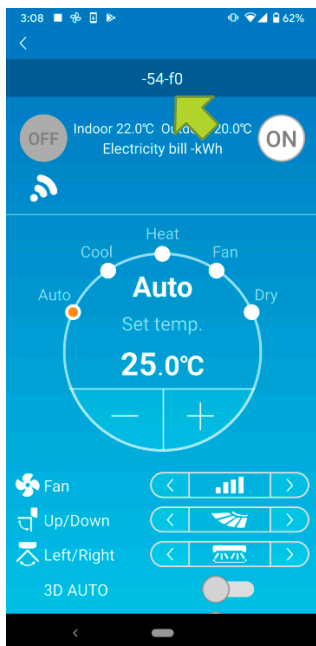 3:08 62%
-54-f0
OFF Indoor 22.0℃ 20.0℃ ON
Electricity bill -kWh
Heat
Cool Fan
Auto Auto Dry
Set temp.
25.0℃
Fan
Up/Down
Left/Right
3D AUTO